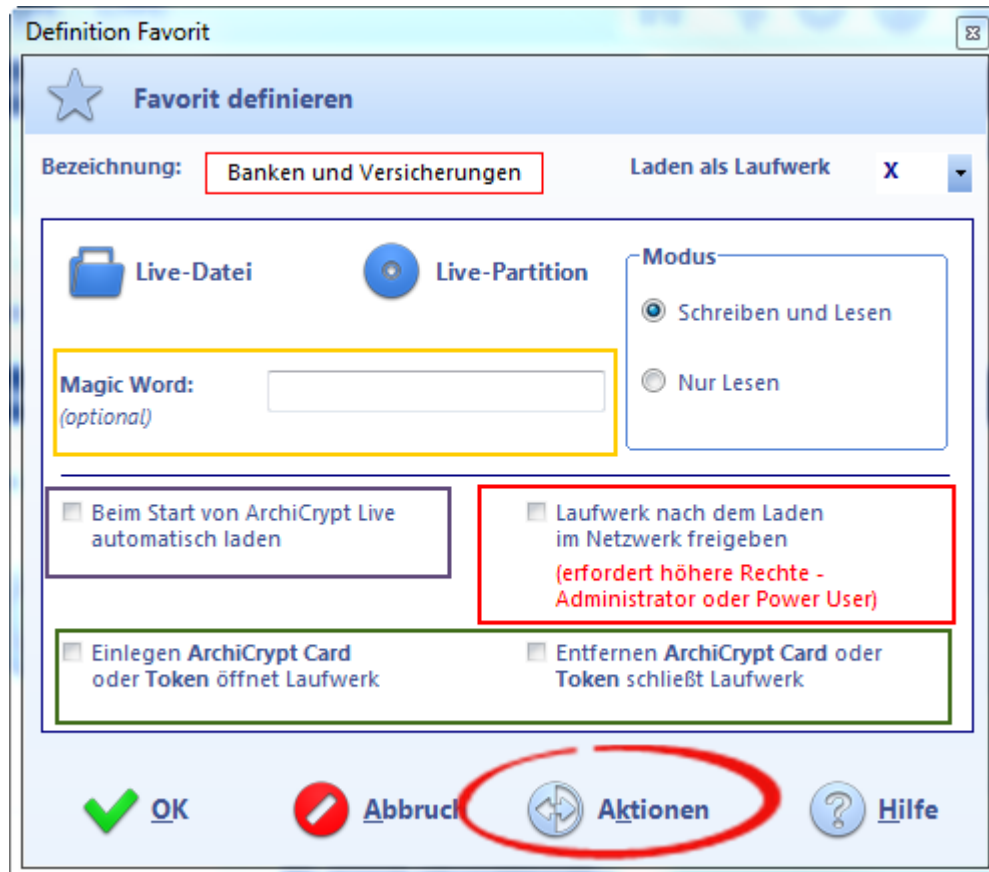 Definition Favorit
Favorit definieren
Bezeichnung: Banken und Versicherungen Laden als Laufwerk X
Live-Datei Live-Partition Modus
Schreiben und Lesen
Magic Word:
(optional)
Nur Lesen
Beim Start von ArchiCrypt Live
automatisch laden
Laufwerk nach dem Laden
im Netzwerk freigeben
(erfordert höhere Rechte -
Administrator oder Power User)
Einlegen ArchiCrypt Card
oder Token öffnet Laufwerk
Entfernen ArchiCrypt Card oder
Token schließt Laufwerk
OK Abbruch Aktionen Hilfe